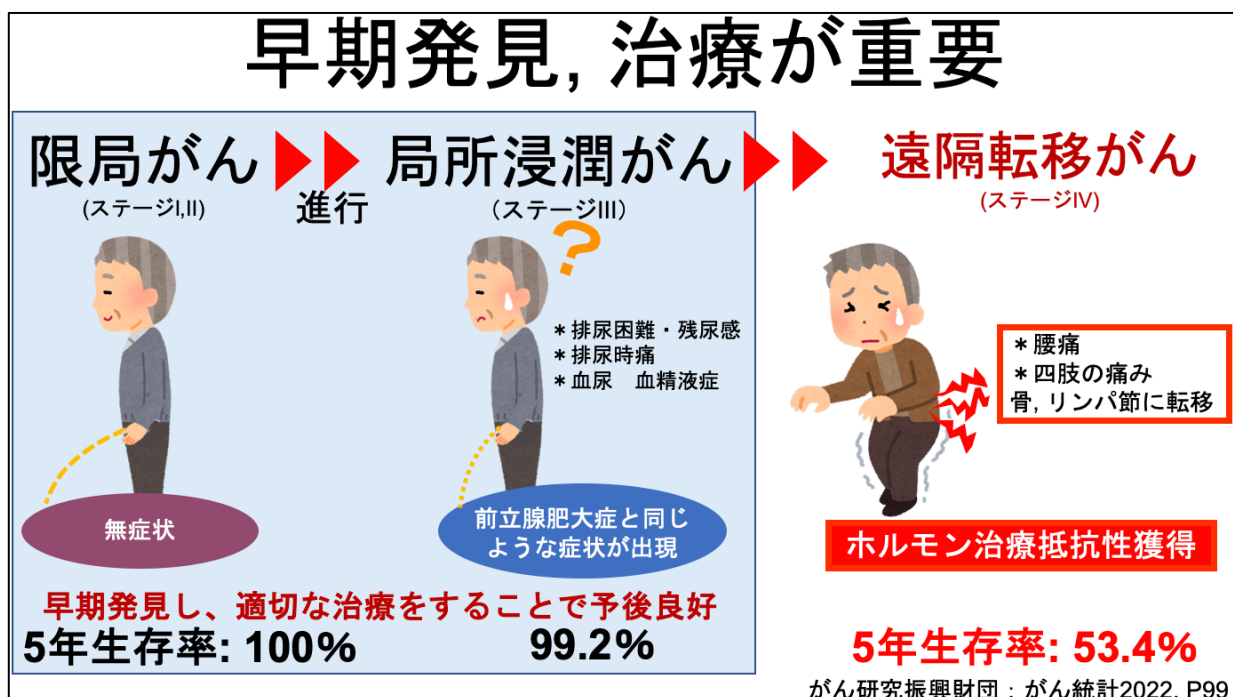 早期発見, 治療が重要
限局がん
(ステージI,II)
進行
局所浸潤がん
（ステージIII）
遠隔転移がん
(ステージIV)
?
＊排尿困難・残尿感
＊排尿時痛
＊血尿　血精液症
＊腰痛
＊四肢の痛み
骨, リンパ節に転移
無症状
前立腺肥大症と同じ
ような症状が出現
ホルモン治療抵抗性獲得
早期発見し、適切な治療をすることで予後良好
5年生存率: 100%
99.2%
5年生存率: 53.4%
がん研究振興財団：がん統計2022, P99